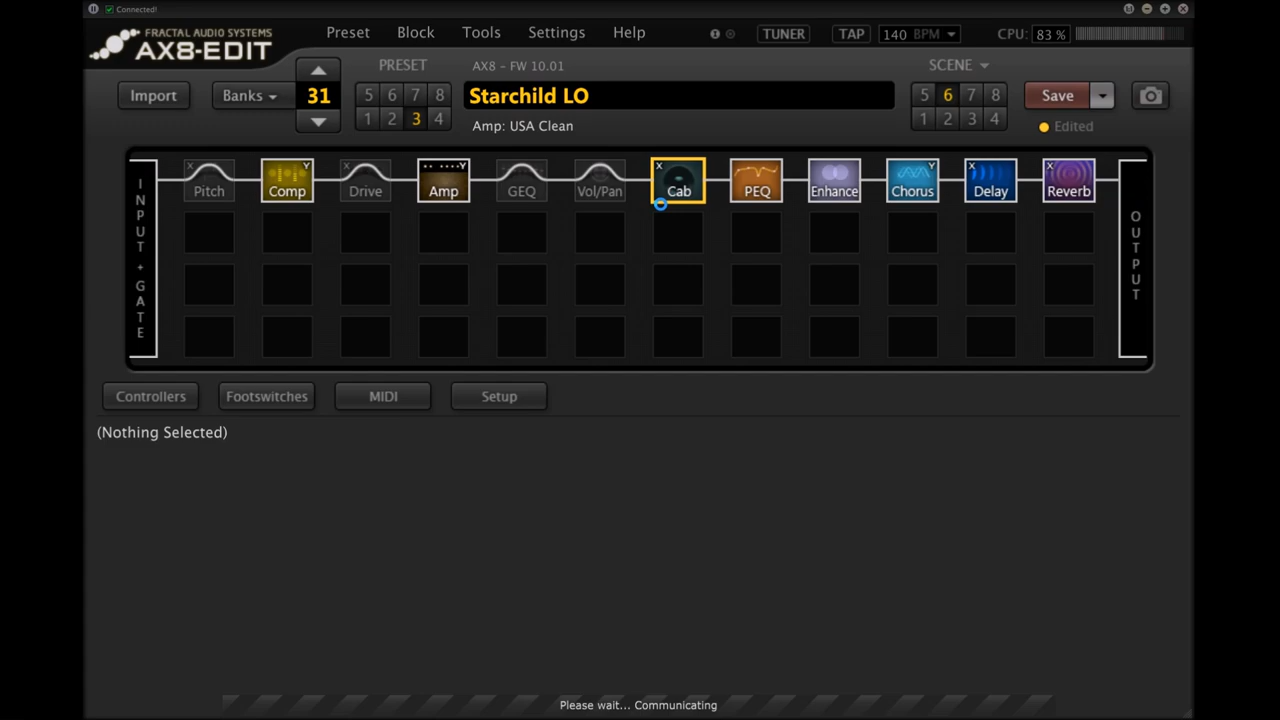 Connected!
FRACTAL AUDIO SYSTEMS
AX8-EDIT
Preset Block Tools Settings Help
TUNER TAP 140 BPM CPU: 83 %
Import Banks 31
PRESET
5 6 7 8
1 2 3 4
AX8 - FW 10.01
Starchild LO
Amp: USA Clean
SCENE
5 6 7 8
1 2 3 4
Save
Edited
INPUT + GATE
X Pitch
Y Comp
X Drive
Y Amp
GEQ
Vol/Pan
X Cab
PEQ
Enhance
Y Chorus
X Delay
X Reverb
OUTPUT
Controllers Footswitches MIDI Setup
(Nothing Selected)
Please wait... Communicating